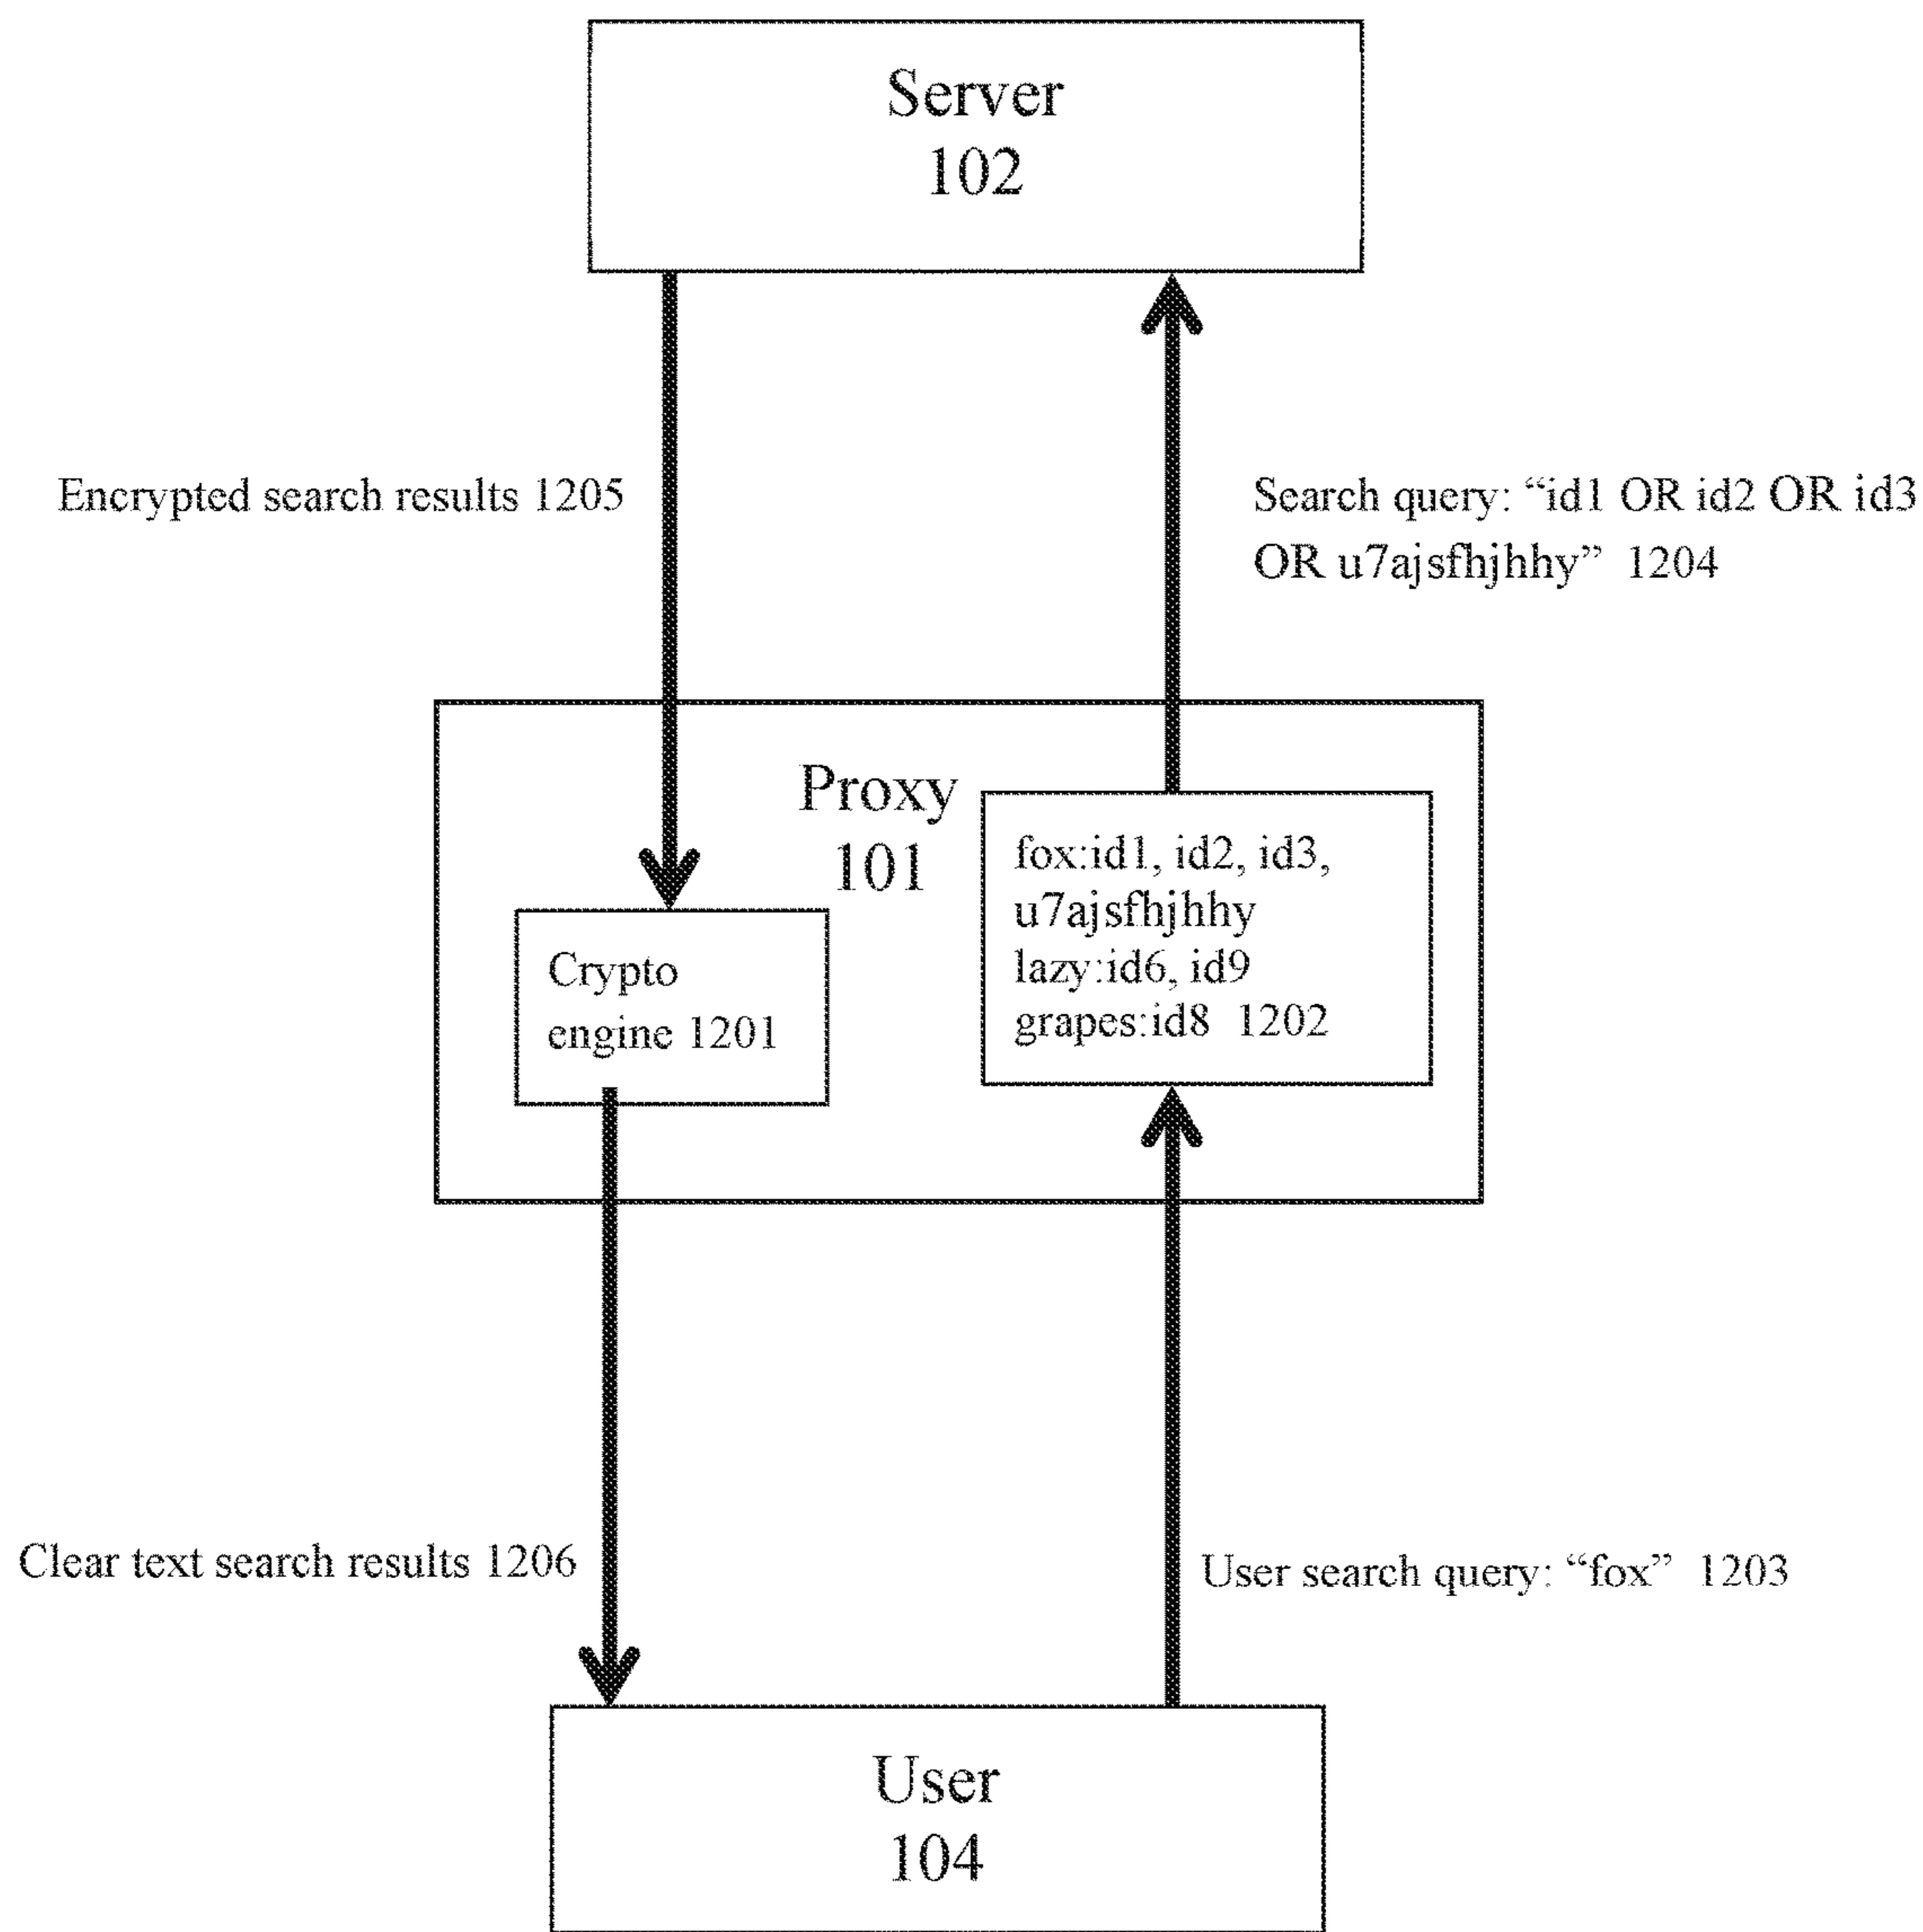 Server
102
Encrypted search results 1205
Search query: “id1 OR id2 OR id3
OR u7ajsfhjhhy” 1204
Proxy
101
fox:id1, id2, id3,
u7ajsfhjhhy
lazy:id6, id9
grapes:id8 1202
Crypto
engine 1201
Clear text search results 1206
User search query: “fox” 1203
User
104